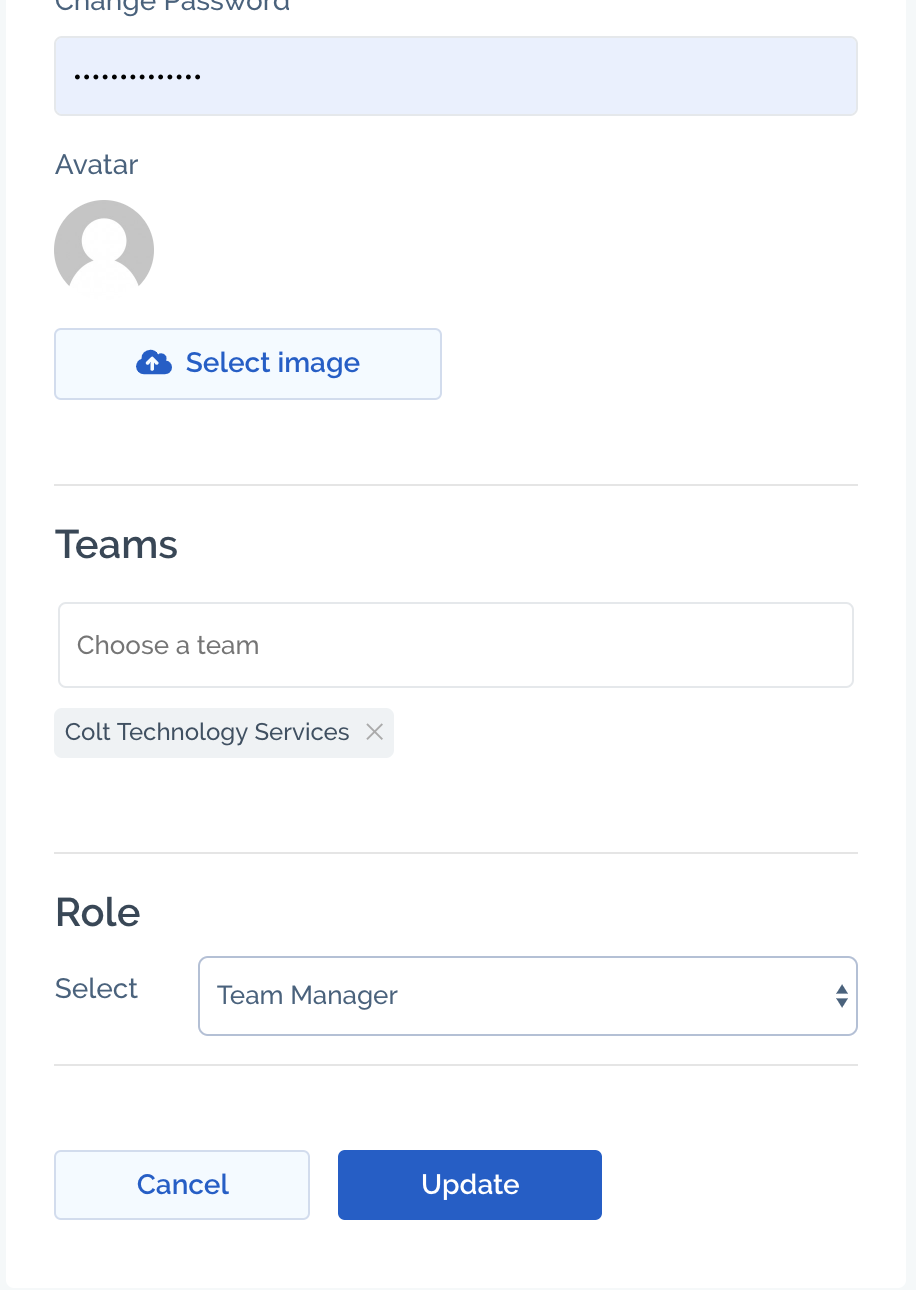 Change Password
••••••••••••••
Avatar
Select image
Teams
Choose a team
Colt Technology Services
Role
Select
Team Manager
Cancel
Update